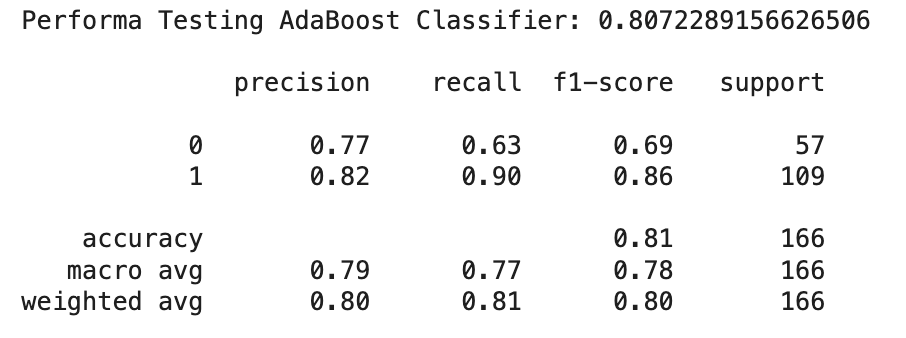 Performa Testing AdaBoost Classifier: 0.8072289156626506
precision recall f1-score support
0 0.77 0.63 0.69 57
1 0.82 0.90 0.86 109
accuracy 0.81 166
macro avg 0.79 0.77 0.78 166
weighted avg 0.80 0.81 0.80 166